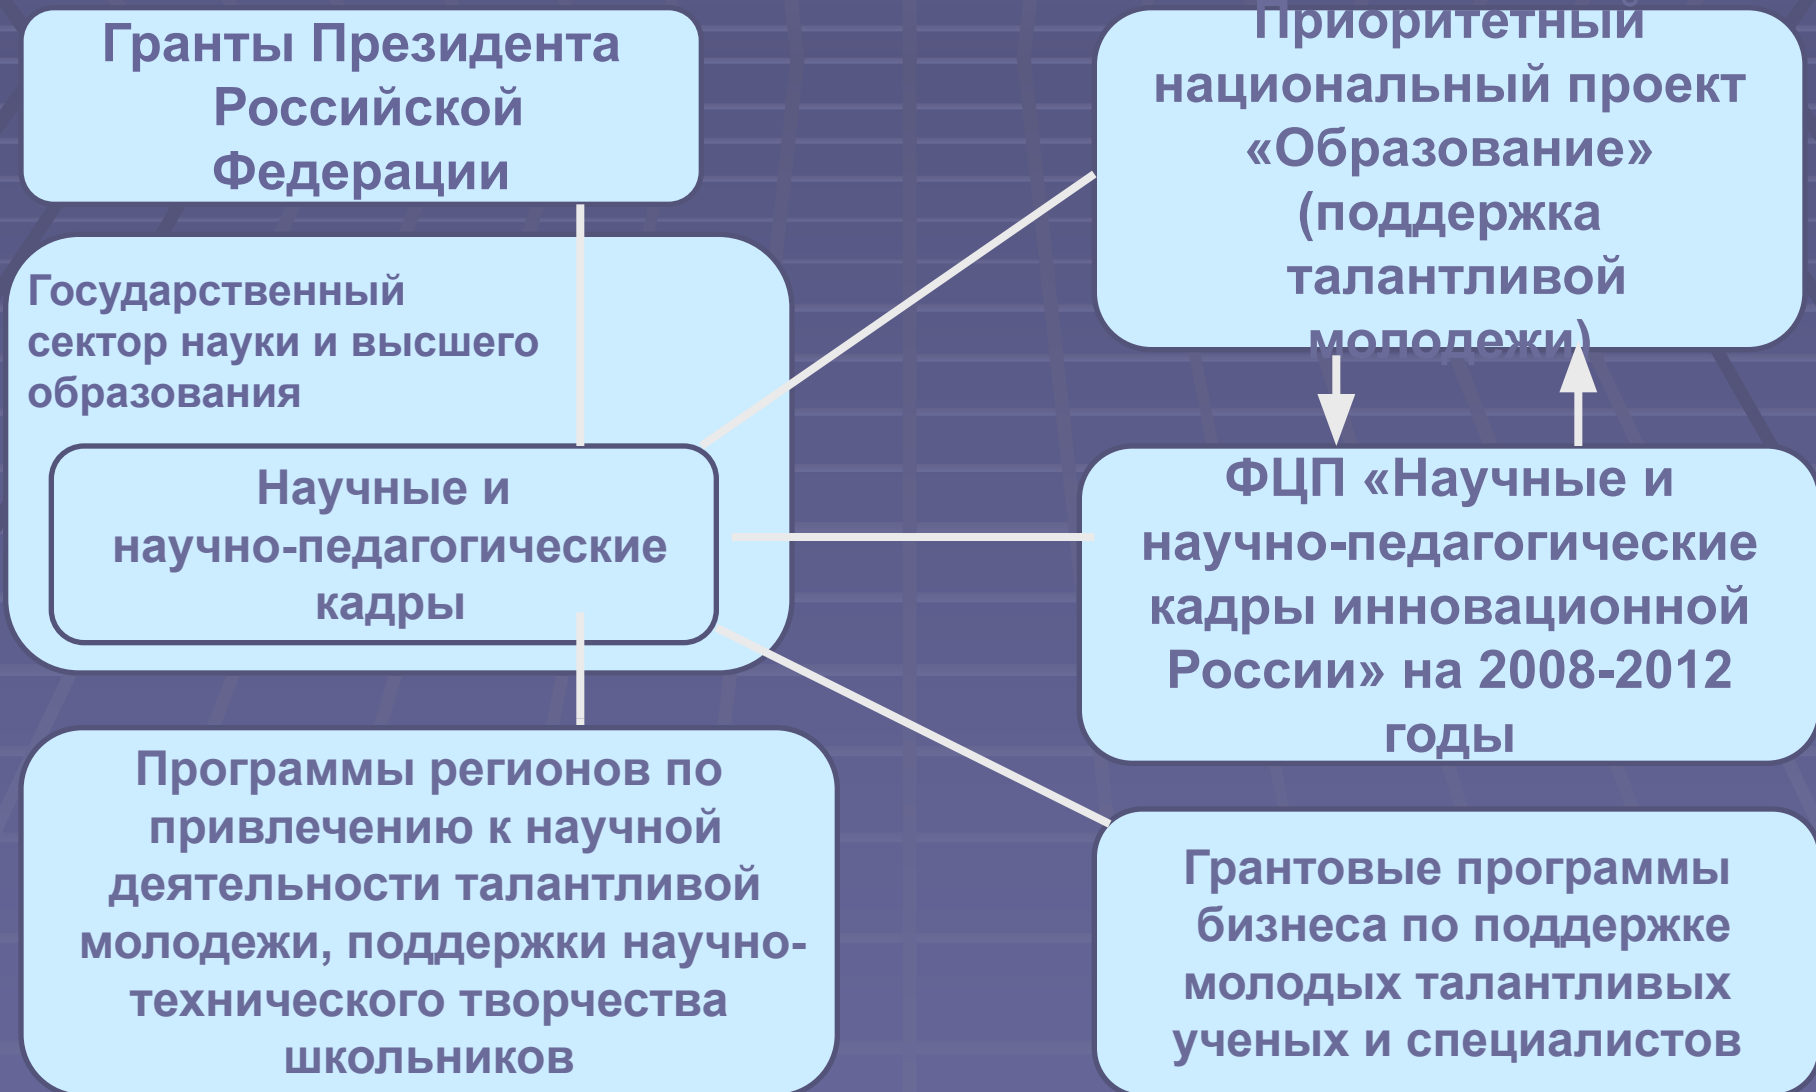 Гранты Президента
Российской
Федерации
Приоритетный
национальный проект
«Образование»
(поддержка
талантливой
молодежи)
Государственный
сектор науки и высшего
образования
Научные и
научно-педагогические
кадры
ФЦП «Научные и
научно-педагогические
кадры инновационной
России» на 2008-2012
годы
Программы регионов по
привлечению к научной
деятельности талантливой
молодежи, поддержки научно-
технического творчества
школьников
Грантовые программы
бизнеса по поддержке
молодых талантливых
ученых и специалистов